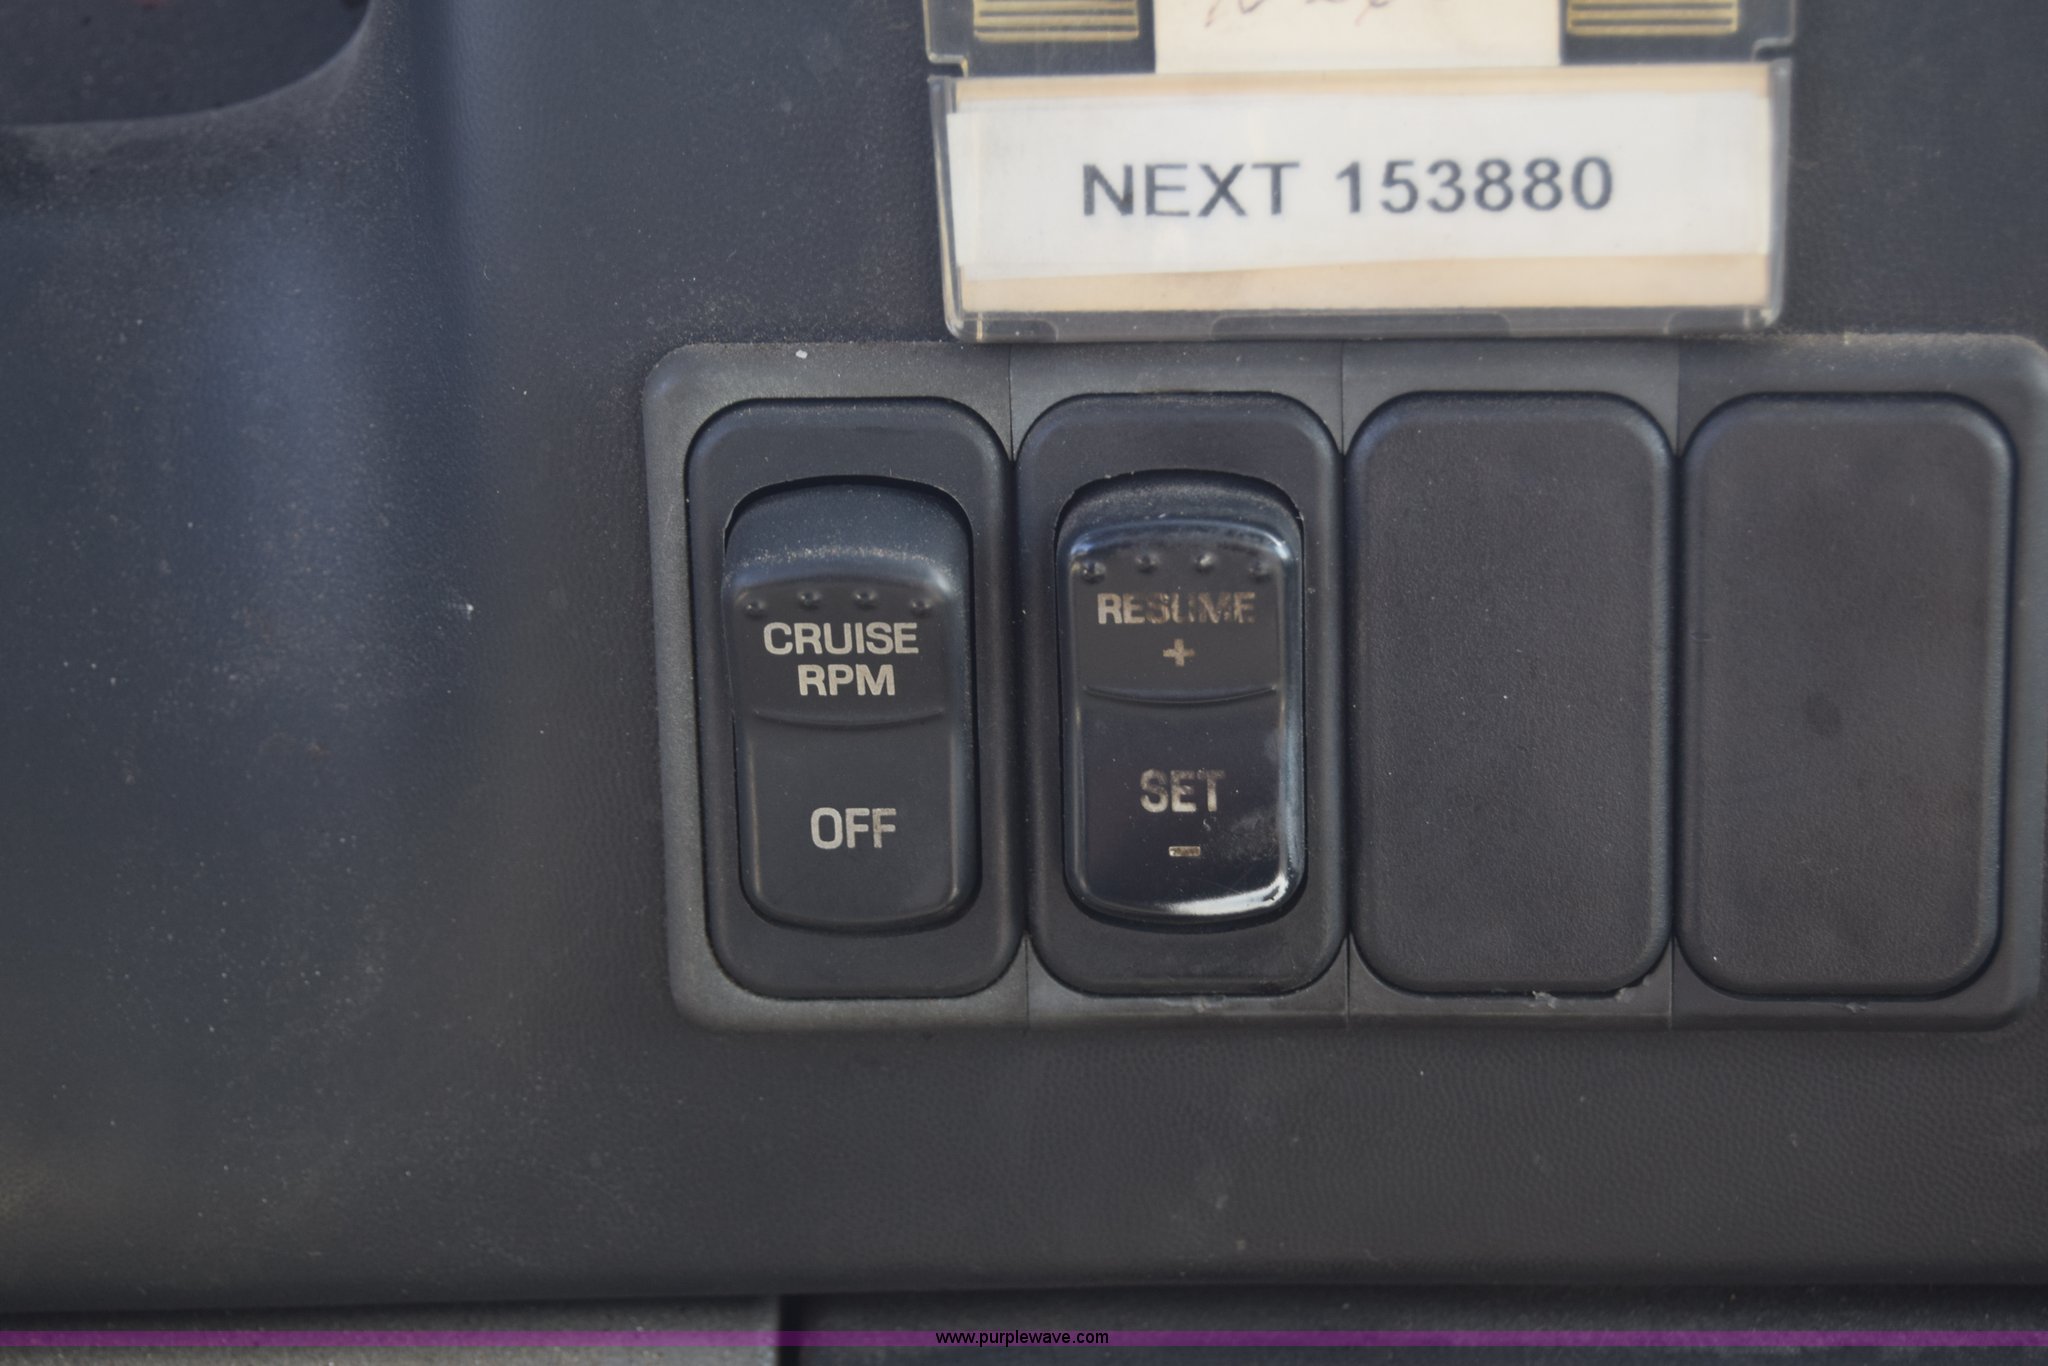 NEXT 153880
CRUISE
RPM
OFF
RESUME
+
SET
-
www.purplewave.com